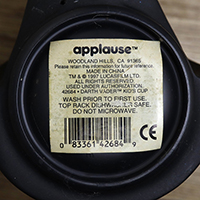 applause™
WOODLAND HILLS, CA 91365
Please retain this information for future reference.
MADE IN CHINA
TM & © 1997 LUCASFILM LTD.
ALL RIGHTS RESERVED.
USED UNDER AUTHORIZATION.
42684 • DARTH VADER™ KID'S CUP
WASH PRIOR TO FIRST USE.
TOP RACK DISHWASHER SAFE.
DO NOT MICROWAVE.
0 83361 42684 9
CE